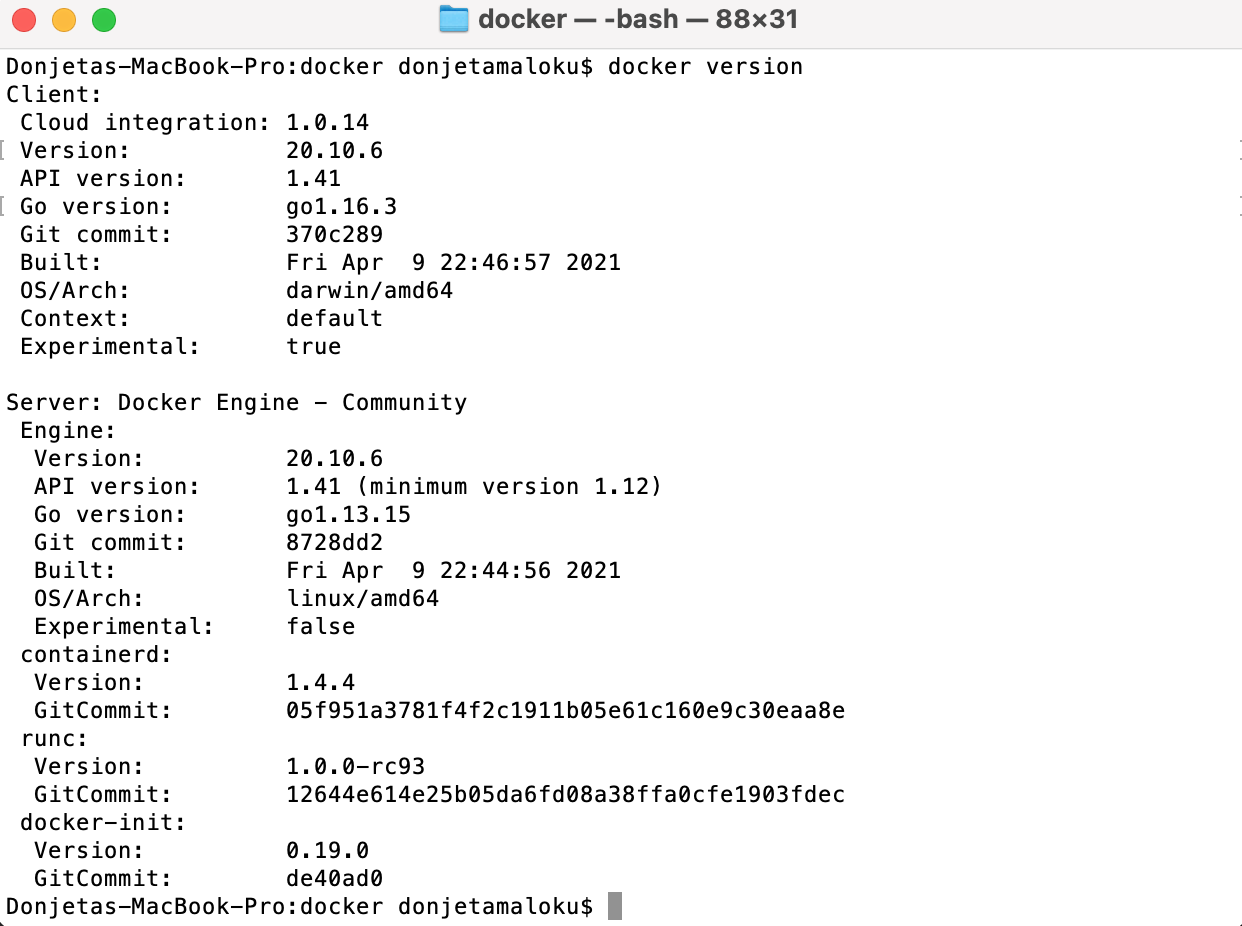 docker — -bash — 88×31
Donjetas-MacBook-Pro:docker donjetamaloku$ docker version
Client:
 Cloud integration: 1.0.14
 Version:           20.10.6
 API version:       1.41
 Go version:        go1.16.3
 Git commit:        370c289
 Built:             Fri Apr  9 22:46:57 2021
 OS/Arch:           darwin/amd64
 Context:           default
 Experimental:      true

Server: Docker Engine - Community
 Engine:
  Version:          20.10.6
  API version:      1.41 (minimum version 1.12)
  Go version:       go1.13.15
  Git commit:       8728dd2
  Built:            Fri Apr  9 22:44:56 2021
  OS/Arch:          linux/amd64
  Experimental:     false
 containerd:
  Version:          1.4.4
  GitCommit:        05f951a3781f4f2c1911b05e61c160e9c30eaa8e
 runc:
  Version:          1.0.0-rc93
  GitCommit:        12644e614e25b05da6fd08a38ffa0cfe1903fdec
 docker-init:
  Version:          0.19.0
  GitCommit:        de40ad0
Donjetas-MacBook-Pro:docker donjetamaloku$